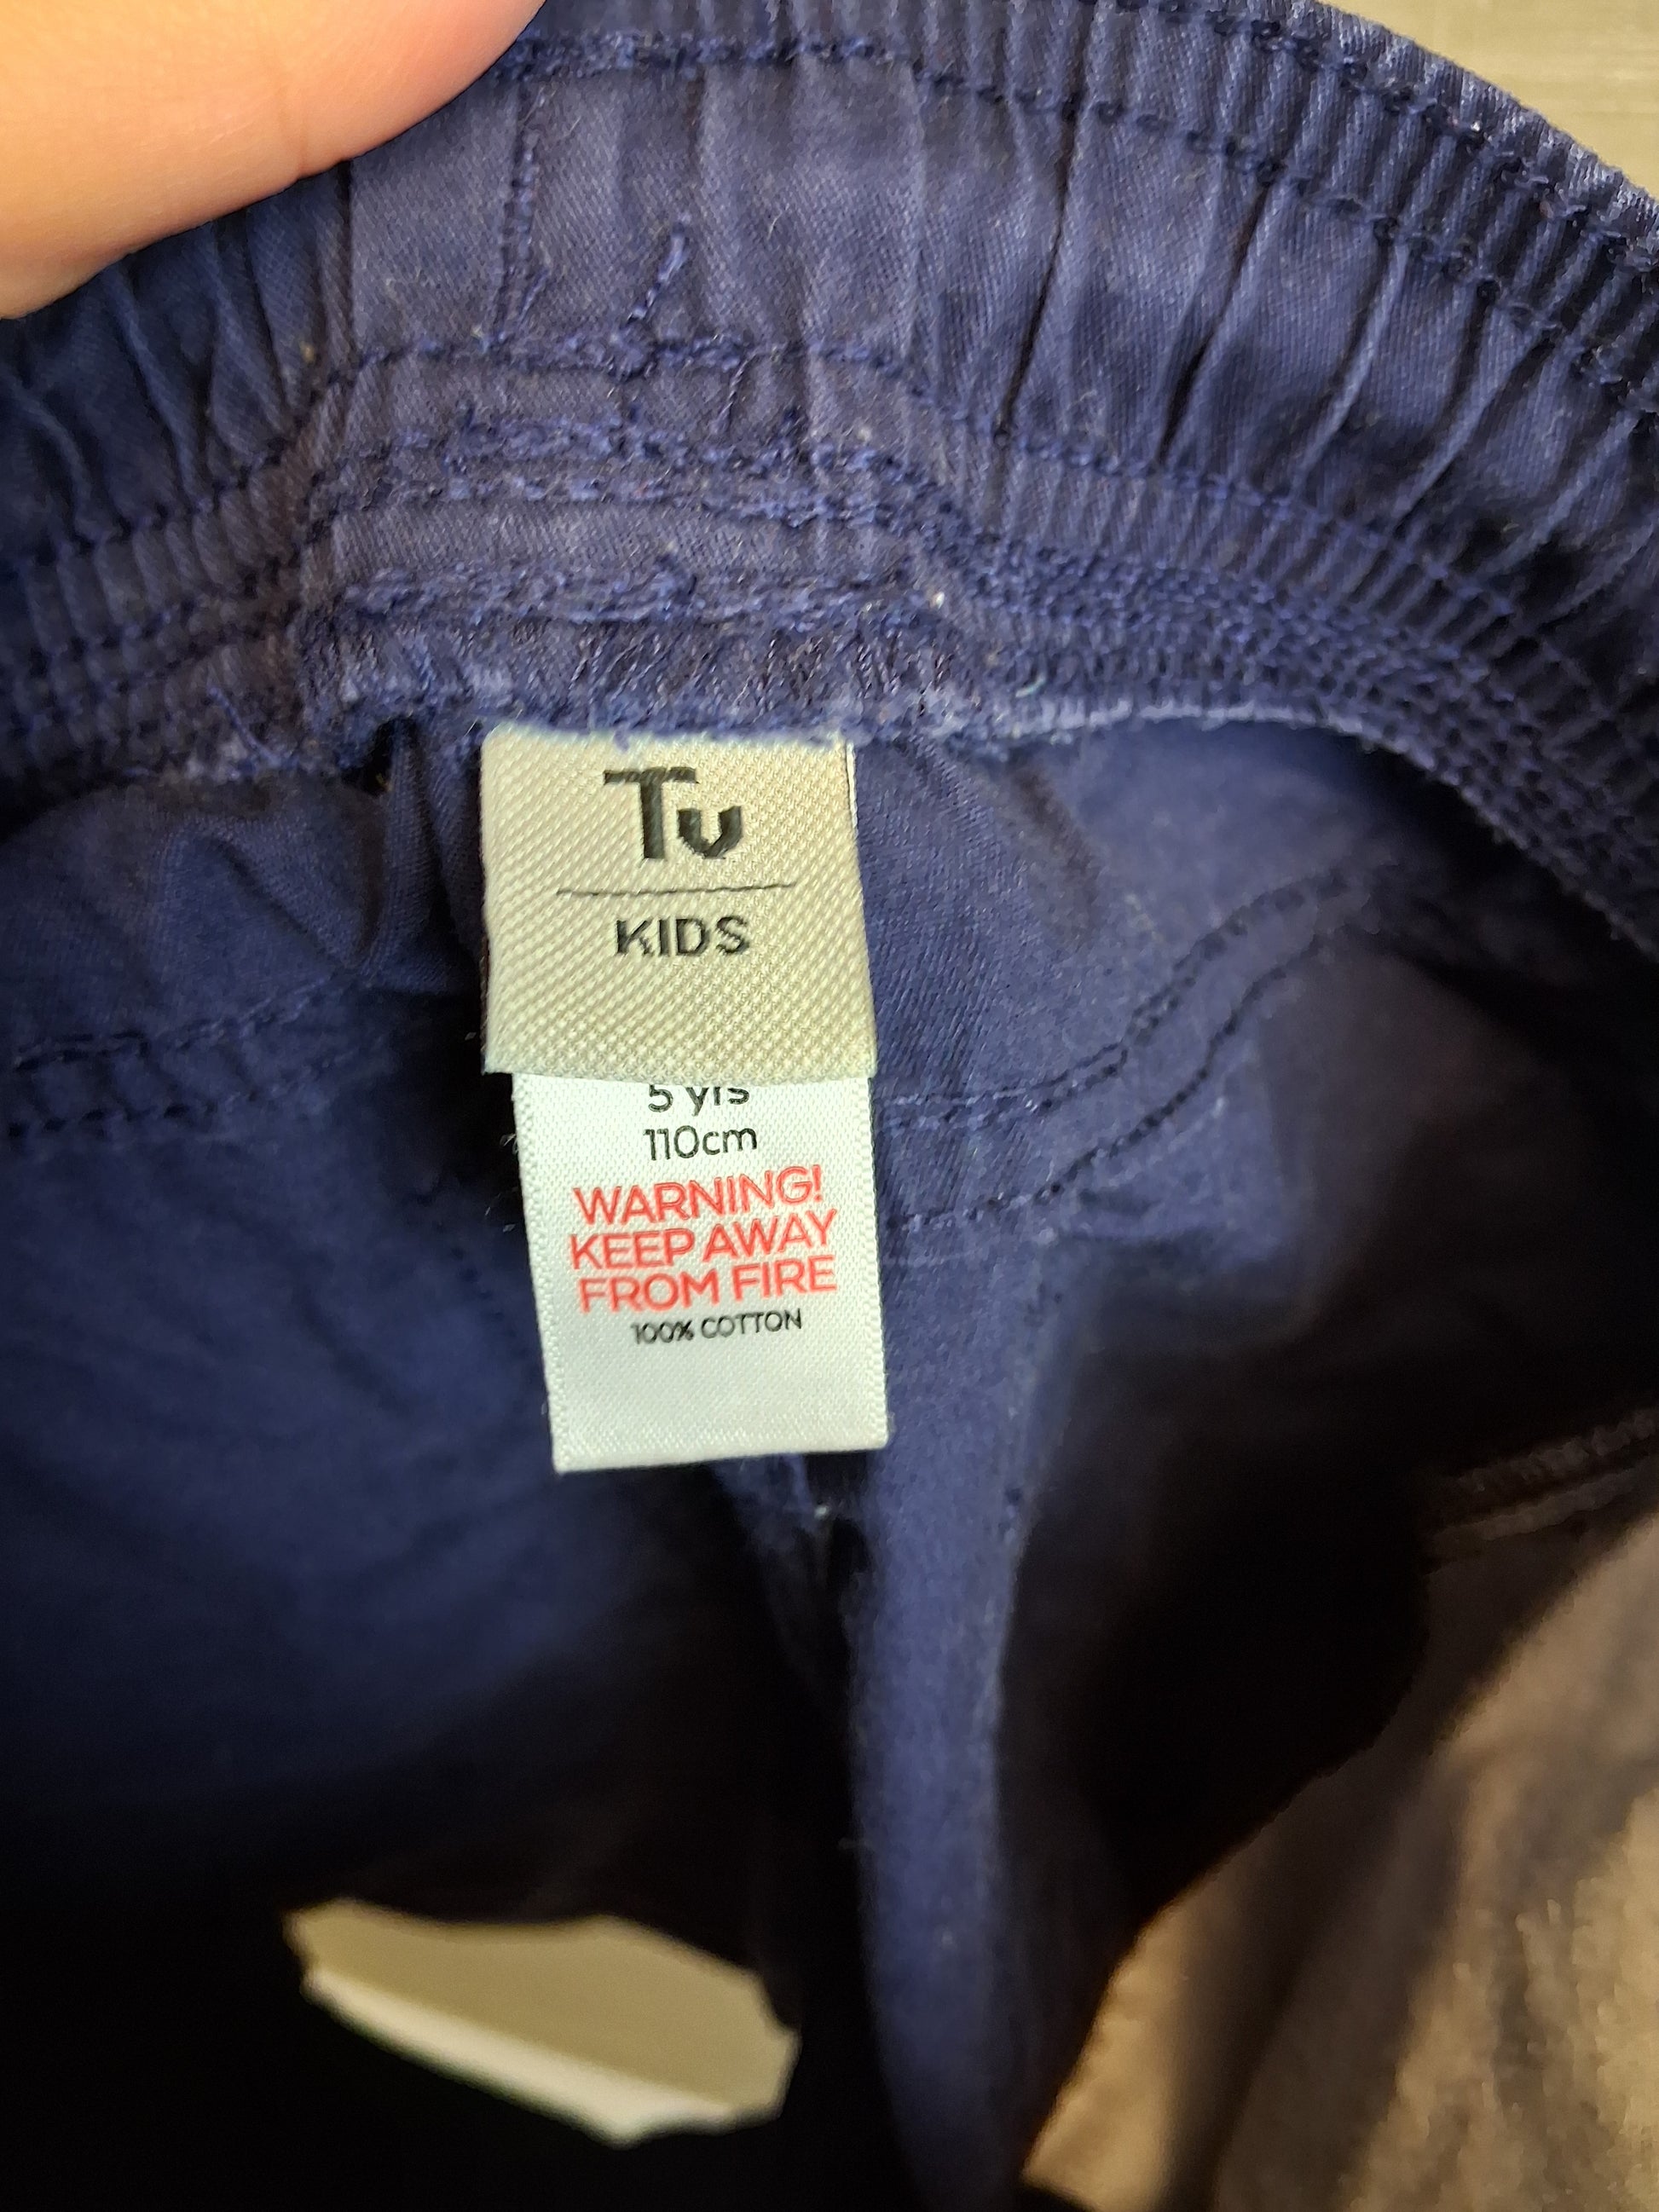 Tu
KIDS
5 yrs
110cm
WARNING!
KEEP AWAY
FROM FIRE
100% COTTON